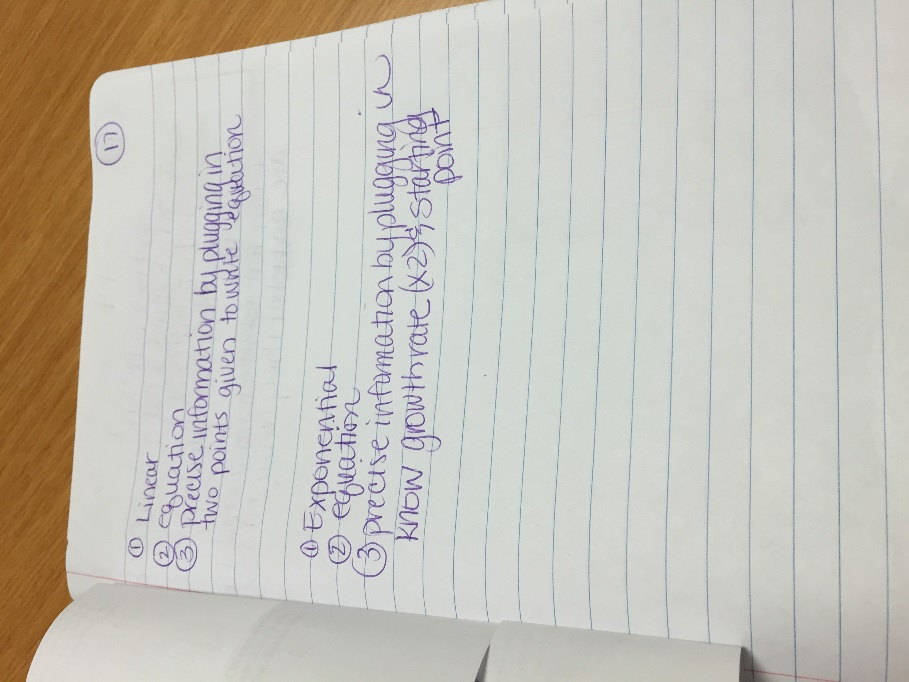 17
① Linear
② equation
③ precise information by plugging in
two points given to write equation
① Exponential
② equation
③ precise information by plugging in
know growth rate (x2) & starting
point